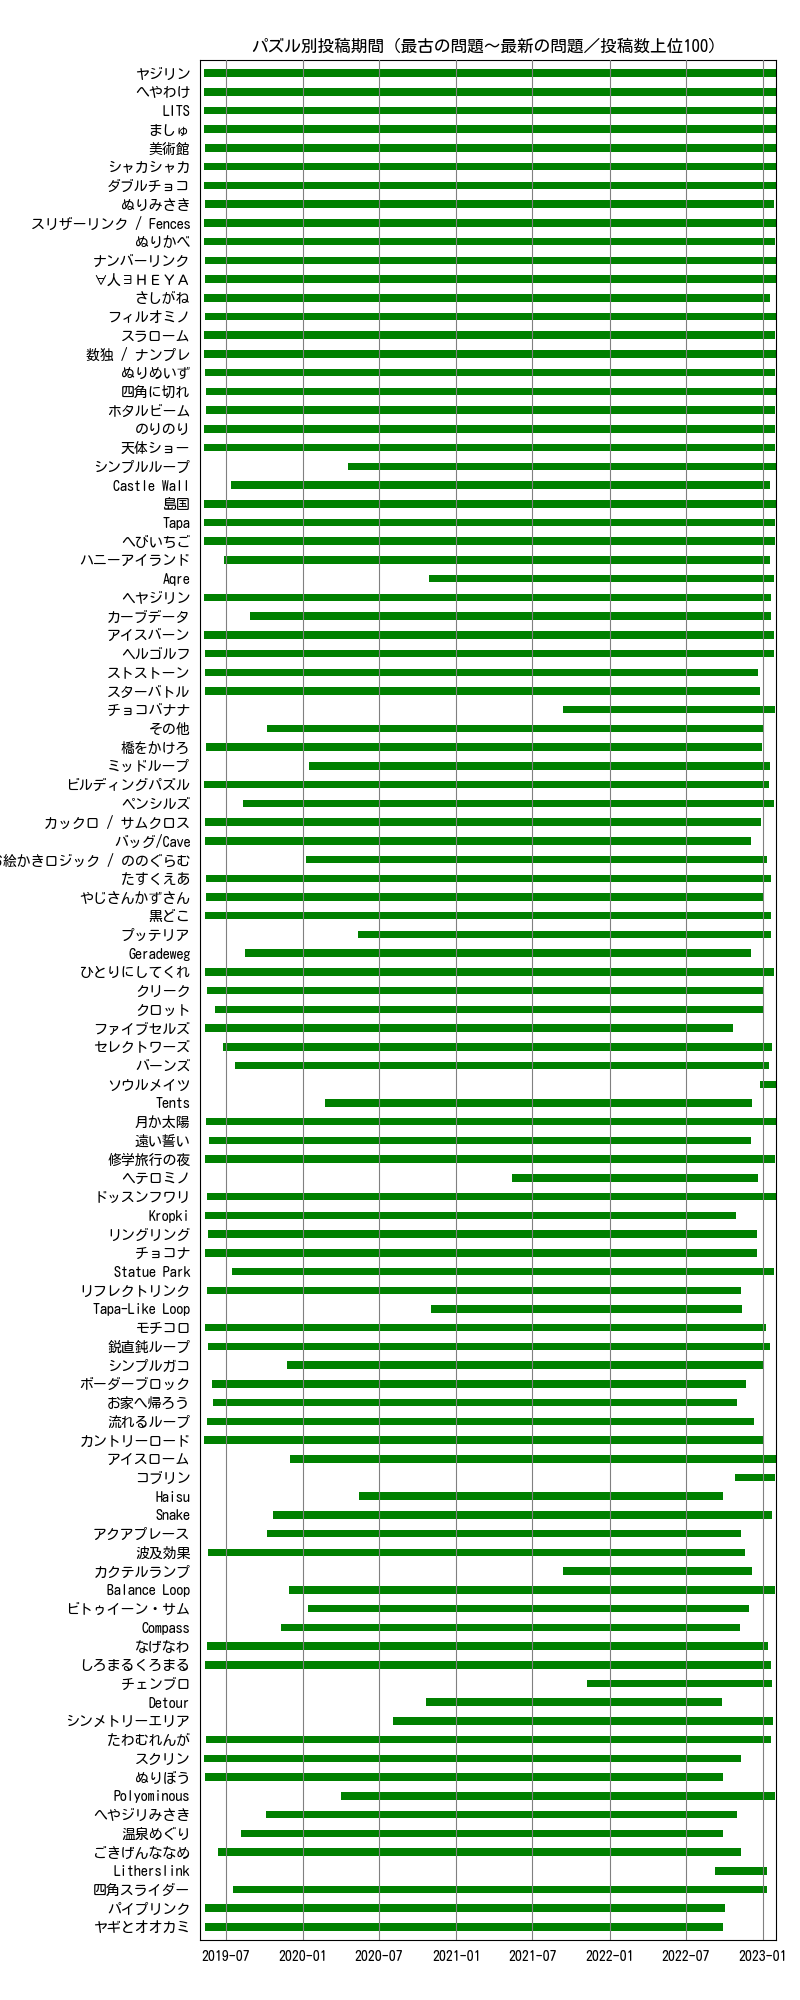 パズル別投稿期間（最古の問題～最新の問題／投稿数上位100）
ヤジリン
へやわけ
LITS
ましゅ
美術館
シャカシャカ
ダブルチョコ
ぬりみさき
スリザーリンク / Fences
ぬりかべ
ナンバーリンク
∀人∃ＨＥＹＡ
さしがね
フィルオミノ
スラローム
数独 / ナンプレ
ぬりめいず
四角に切れ
ホタルビーム
のりのり
天体ショー
シンプルループ
Castle Wall
島国
Tapa
へびいちご
ハニーアイランド
Aqre
ヘヤジリン
カーブデータ
アイスバーン
ヘルゴルフ
ストストーン
スターバトル
チョコバナナ
その他
橋をかけろ
ミッドループ
ビルディングパズル
ペンシルズ
カックロ / サムクロス
バッグ/Cave
絵かきロジック / ののぐらむ
たすくえあ
やじさんかずさん
黒どこ
プッテリア
Geradeweg
ひとりにしてくれ
クリーク
クロット
ファイブセルズ
セレクトワーズ
バーンズ
ソウルメイツ
Tents
月か太陽
遠い誓い
修学旅行の夜
ヘテロミノ
ドッスンフワリ
Kropki
リングリング
チョコナ
Statue Park
リフレクトリンク
Tapa-Like Loop
モチコロ
鋭直鈍ループ
シンプルガコ
ボーダーブロック
お家へ帰ろう
流れるループ
カントリーロード
アイスローム
コブリン
Haisu
Snake
アクアプレース
波及効果
カクテルランプ
Balance Loop
ビトゥイーン・サム
Compass
なげなわ
しろまるくろまる
チェンブロ
Detour
シンメトリーエリア
たわむれんが
スクリン
ぬりぼう
Polyominous
へやジリみさき
温泉めぐり
ごきげんななめ
Litherslink
四角スライダー
パイプリンク
ヤギとオオカミ
2019-07 2020-01 2020-07 2021-01 2021-07 2022-01 2022-07 2023-01